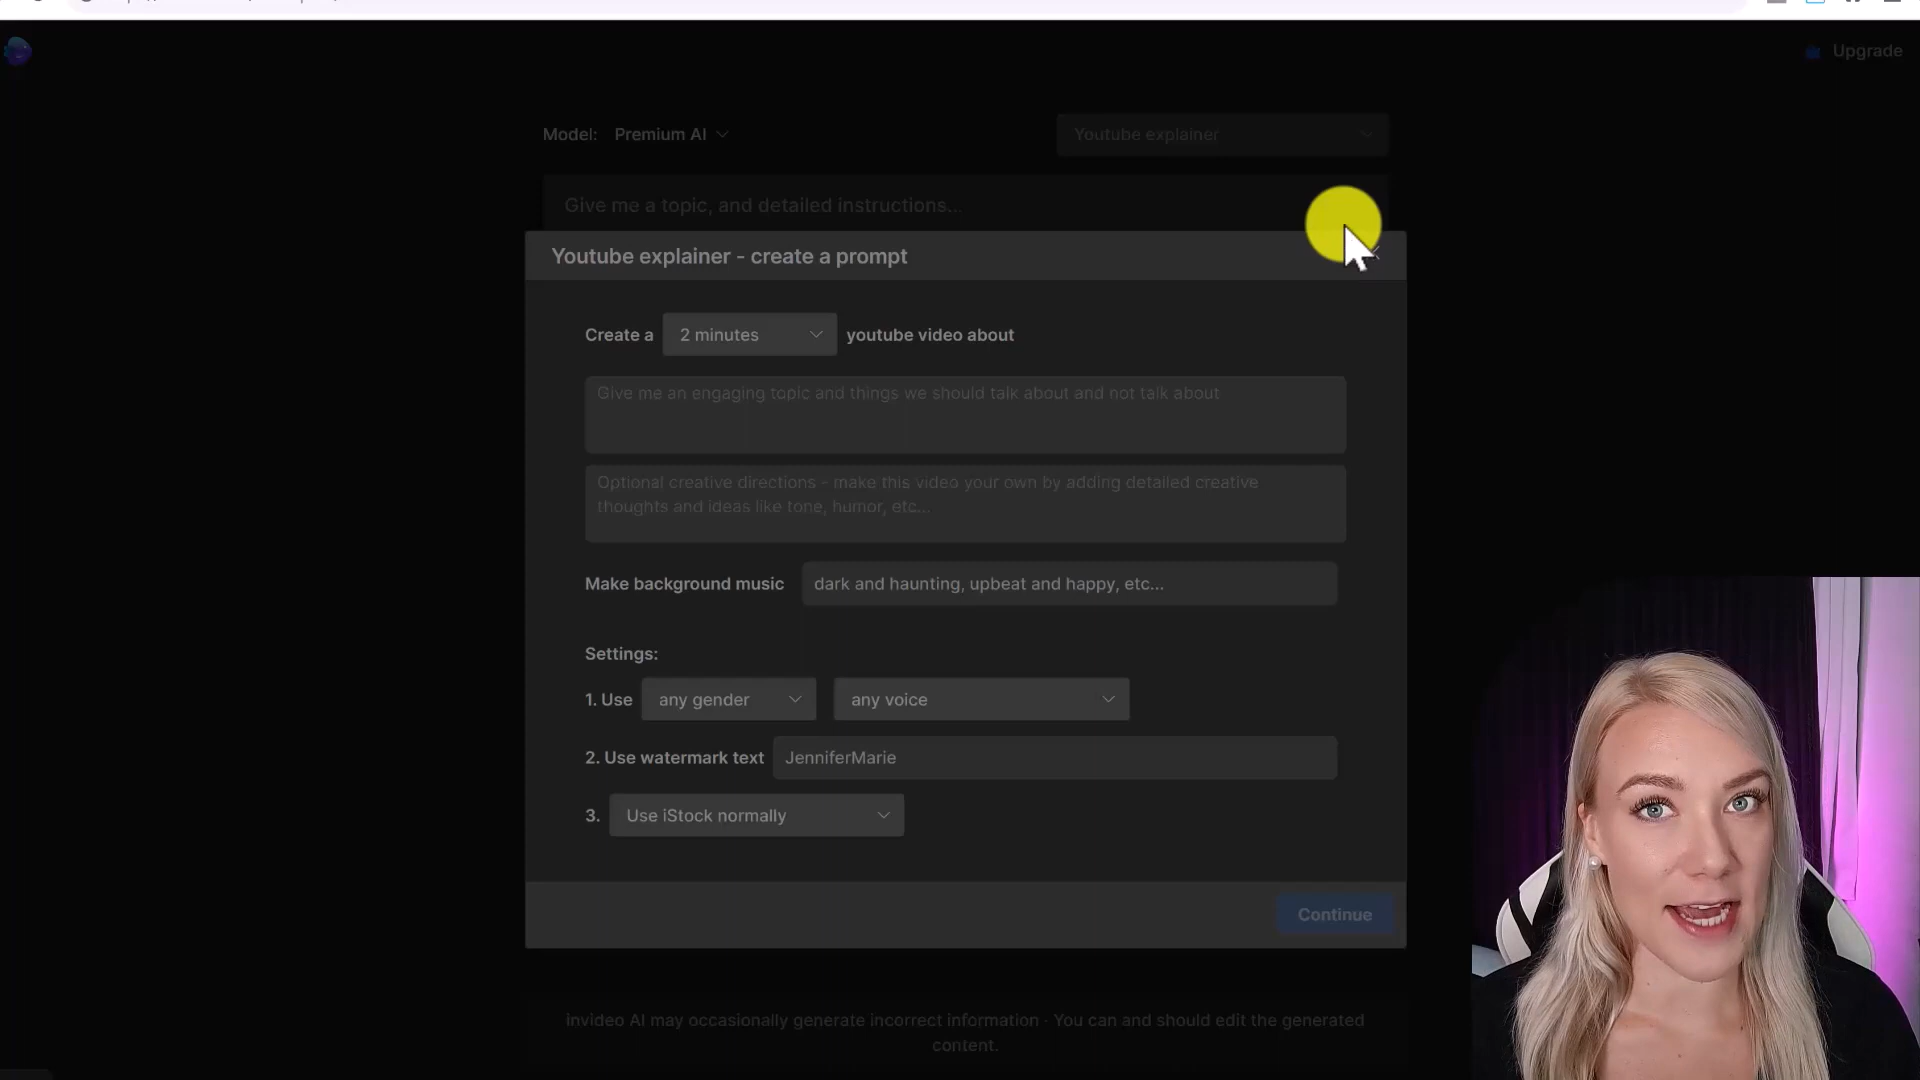 Upgrade
Model: Premium AI
Youtube explainer
Give me a topic, and detailed instructions...
Youtube explainer - create a prompt
Create a 2 minutes youtube video about
Give me an engaging topic and things we should talk about and not talk about
Optional creative directions - make this video your own by adding detailed creative
thoughts and ideas like tone, humor, etc...
Make background music dark and haunting, upbeat and happy, etc...
Settings:
1. Use any gender any voice
2. Use watermark text JenniferMarie
3. Use iStock normally
Continue
invideo AI may occasionally generate incorrect information · You can and should edit the generated
content.